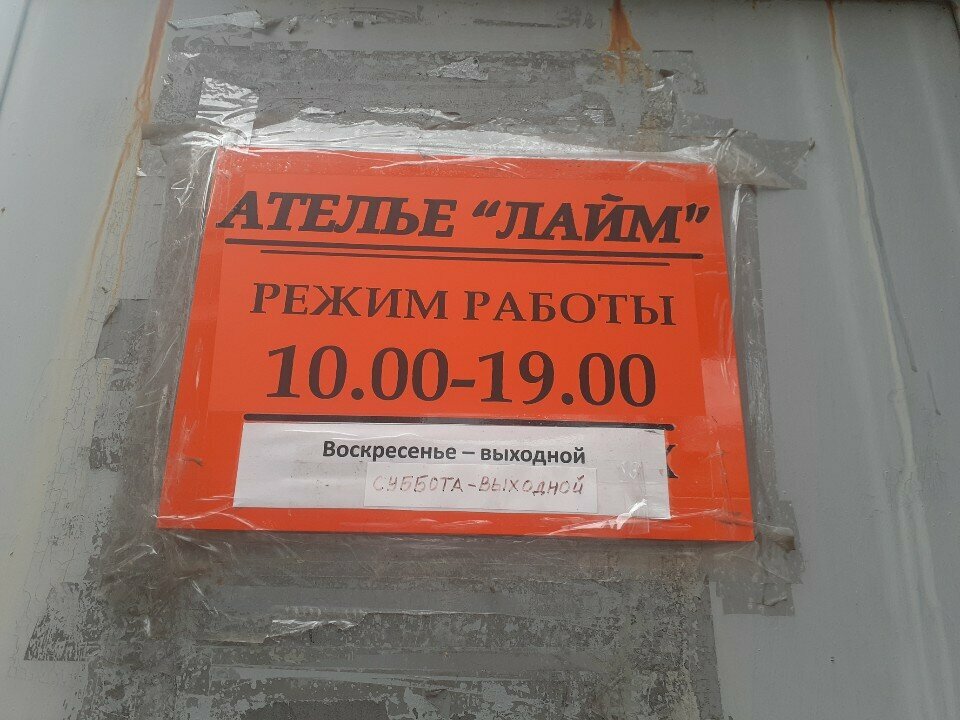 АТЕЛЬЕ “ЛАЙМ”
РЕЖИМ РАБОТЫ
10.00-19.00
Воскресенье – выходной
СУББОТА-ВЫХОДНОЙ